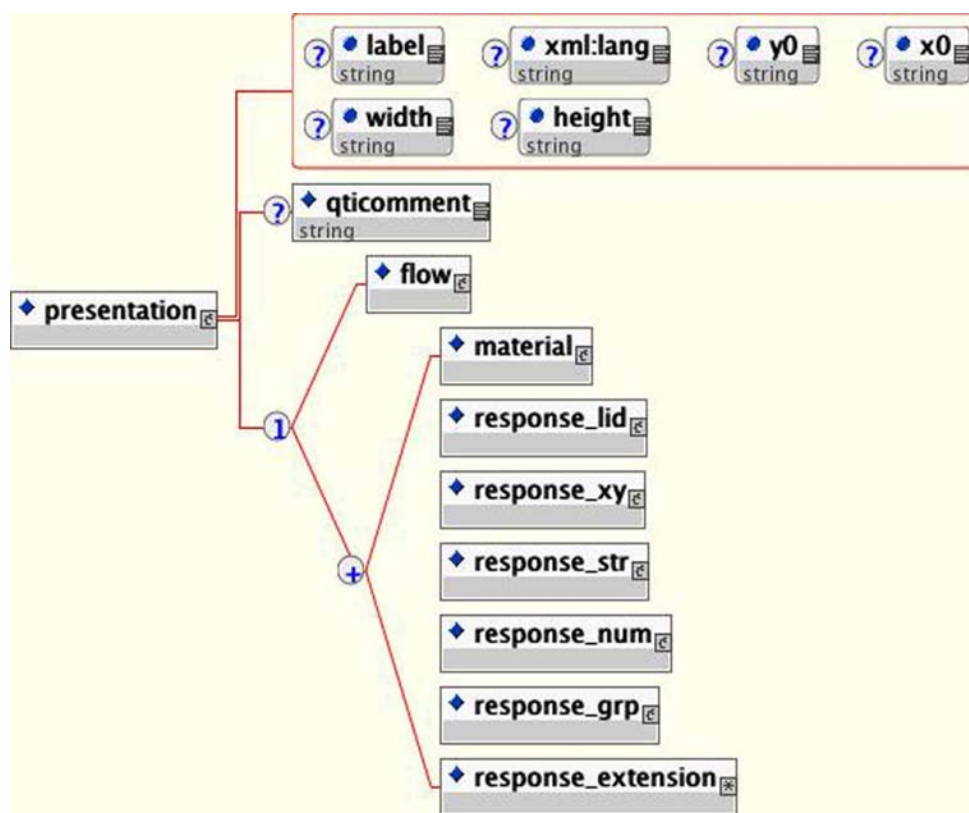 ? label ? xml:lang ? y0 ? x0
string string string string
? width ? height
string string
? qticomment
string
flow
presentation
material
response_lid
1
response_xy
response_str
+
response_num
response_grp
response_extension